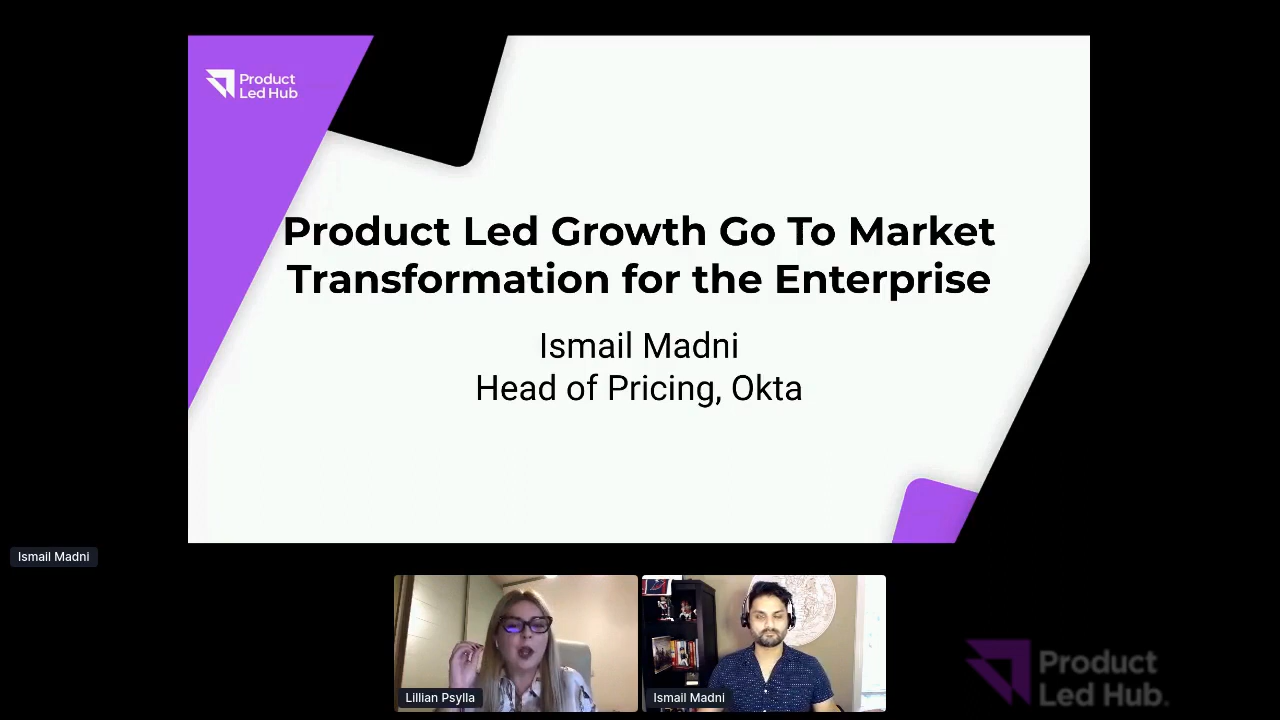 Product
Led Hub
Product Led Growth Go To Market
Transformation for the Enterprise
Ismail Madni
Head of Pricing, Okta
Ismail Madni
Lillian Psylla
Ismail Madni
Product
Led Hub.